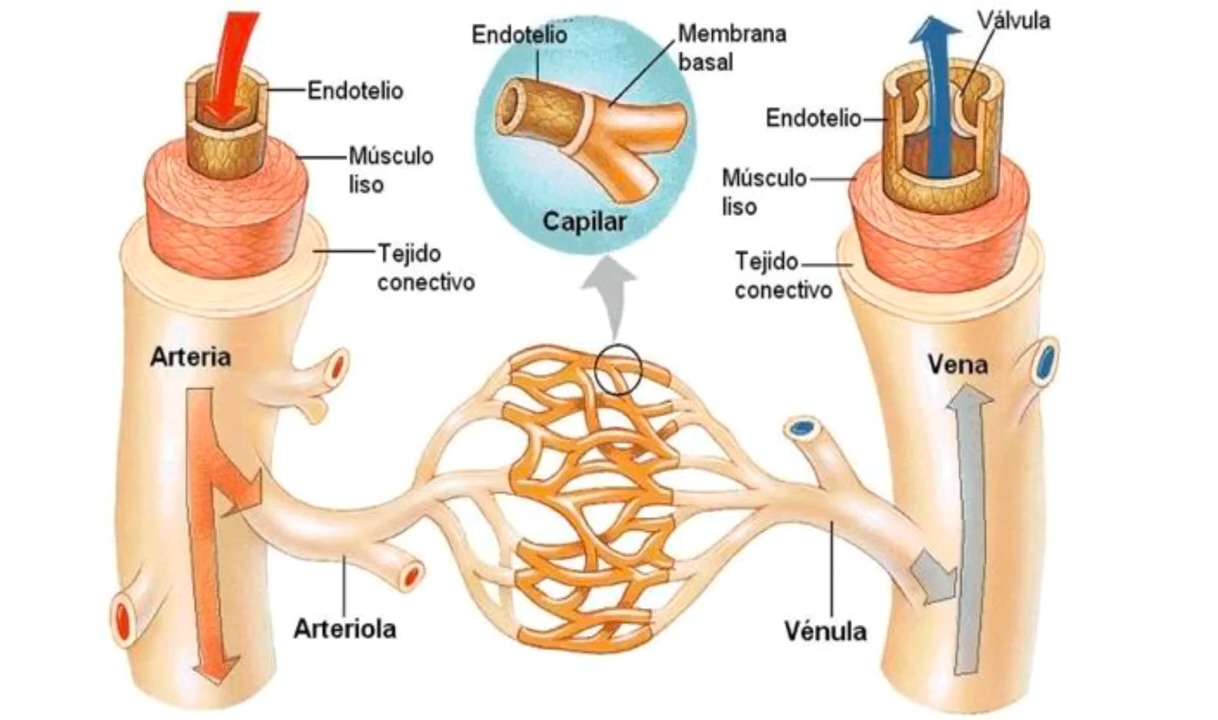 Endotelio
Músculo
liso
Tejido
conectivo
Arteria
Arteriola
Endotelio
Membrana
basal
Capilar
Válvula
Endotelio
Músculo
liso
Tejido
conectivo
Vena
Vénula